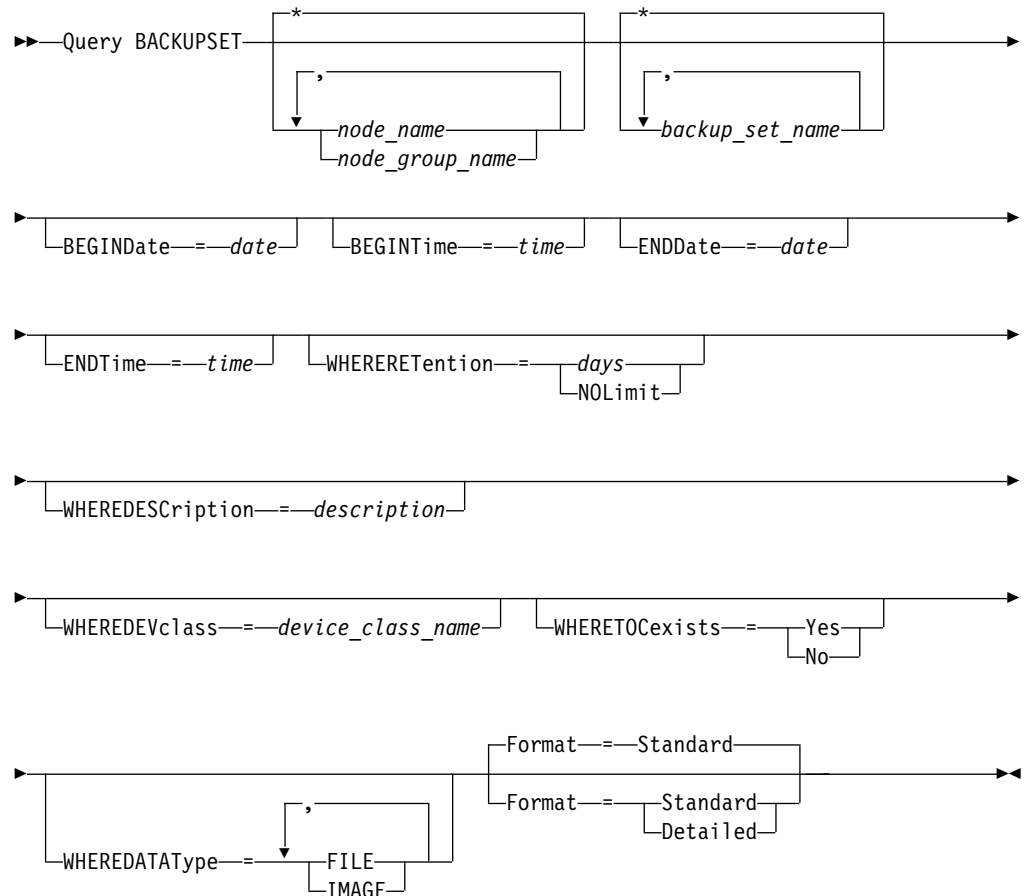 * *
Query BACKUPSET
, ,
node_name backup_set_name
node_group_name
BEGINDate = date BEGINTime = time ENDDate = date
ENDTime = time WHERERETention = days
NOLimit
WHEREDESCription = description
WHEREDEVclass = device_class_name WHERETOCexists = Yes
No
Format = Standard
, Format = Standard
Detailed
WHEREDATAType = FILE
IMAGE